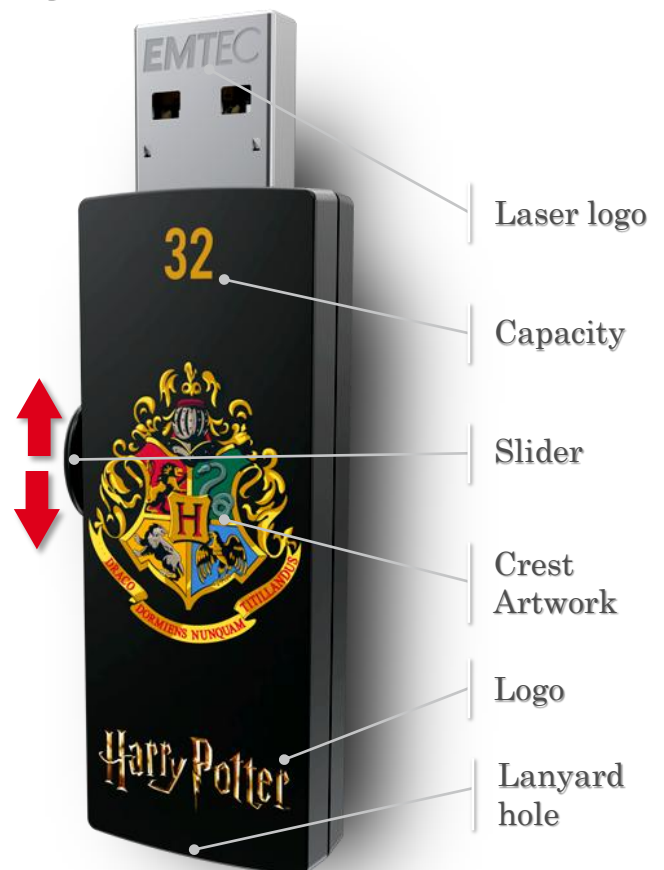 EMTEC
Laser logo
32
Capacity
Slider
H
Crest
Artwork
DRACO
DORMIENS NUNQUAM
TITILLANDUS
Logo
Harry Potter
Lanyard
hole